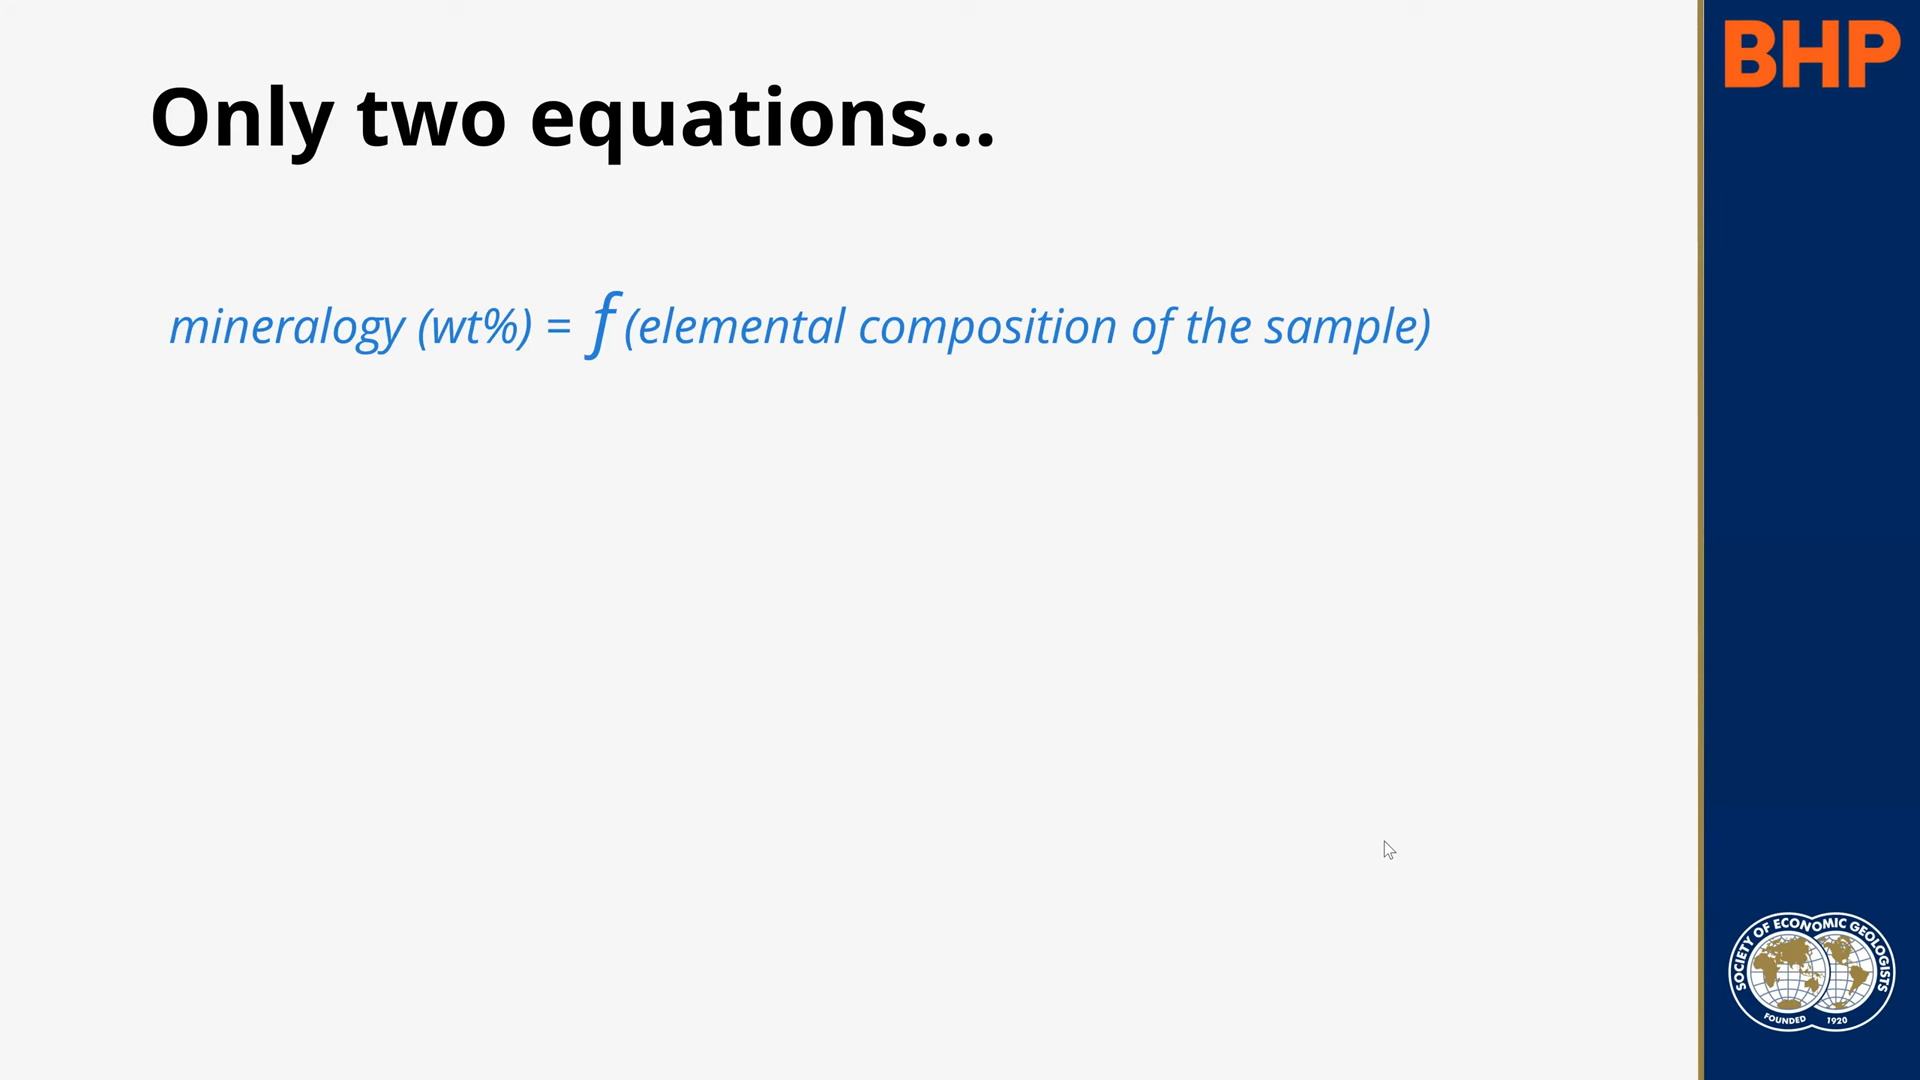 BHP
Only two equations...
mineralogy (wt%) = f (elemental composition of the sample)
SOCIETY OF ECONOMIC GEOLOGISTS
FOUNDED 1920